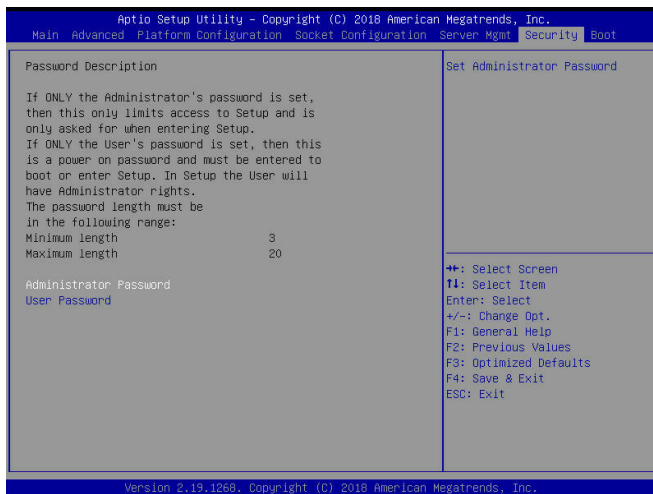 Aptio Setup Utility – Copyright (C) 2018 American Megatrends, Inc.
Main Advanced Platform Configuration Socket Configuration Server Mgmt Security Boot
Password Description
If ONLY the Administrator's password is set,
then this only limits access to Setup and is
only asked for when entering Setup.
If ONLY the User's password is set, then this
is a power on password and must be entered to
boot or enter Setup. In Setup the User will
have Administrator rights.
The password length must be
in the following range:
Minimum length 3
Maximum length 20
Administrator Password
User Password
Set Administrator Password
→←: Select Screen
↑↓: Select Item
Enter: Select
+/-: Change Opt.
F1: General Help
F2: Previous Values
F3: Optimized Defaults
F4: Save & Exit
ESC: Exit
Version 2.19.1268. Copyright (C) 2018 American Megatrends, Inc.